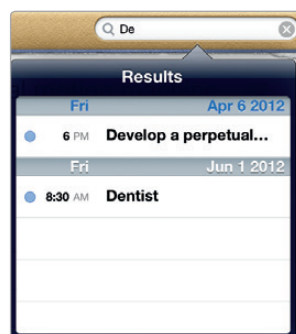 De
Results
Fri Apr 6 2012
6 PM Develop a perpetual...
Fri Jun 1 2012
8:30 AM Dentist